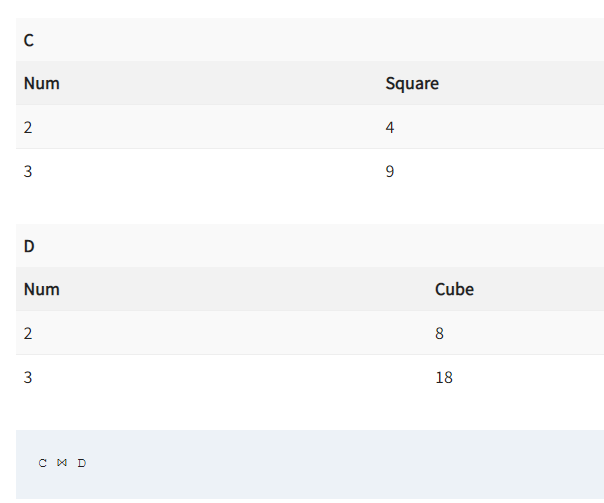 C
Num Square
2 4
3 9
D
Num Cube
2 8
3 18
C ⋈ D